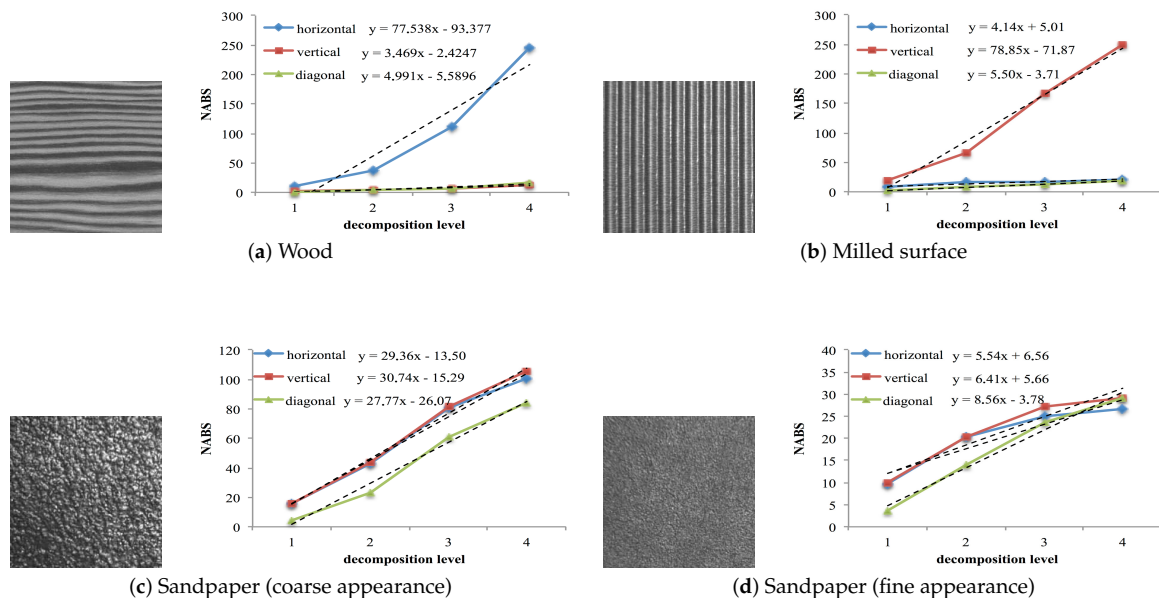 300
250
200
150
100
50
0
NABS
horizontal y = 77.538x - 93.377
vertical y = 3.469x - 2.4247
diagonal y = 4.991x - 5.5896
1 2 3 4
decomposition level
(a) Wood
300
250
200
150
100
50
0
NABS
horizontal y = 4.14x + 5.01
vertical y = 78.85x - 71.87
diagonal y = 5.50x - 3.71
1 2 3 4
decomposition level
(b) Milled surface
120
100
80
60
40
20
0
NABS
horizontal y = 29.36x - 13.50
vertical y = 30.74x - 15.29
diagonal y = 27.77x - 26.07
1 2 3 4
decomposition level
(c) Sandpaper (coarse appearance)
40
35
30
25
20
15
10
5
0
NABS
horizontal y = 5.54x + 6.56
vertical y = 6.41x + 5.66
diagonal y = 8.56x - 3.78
1 2 3 4
decomposition level
(d) Sandpaper (fine appearance)